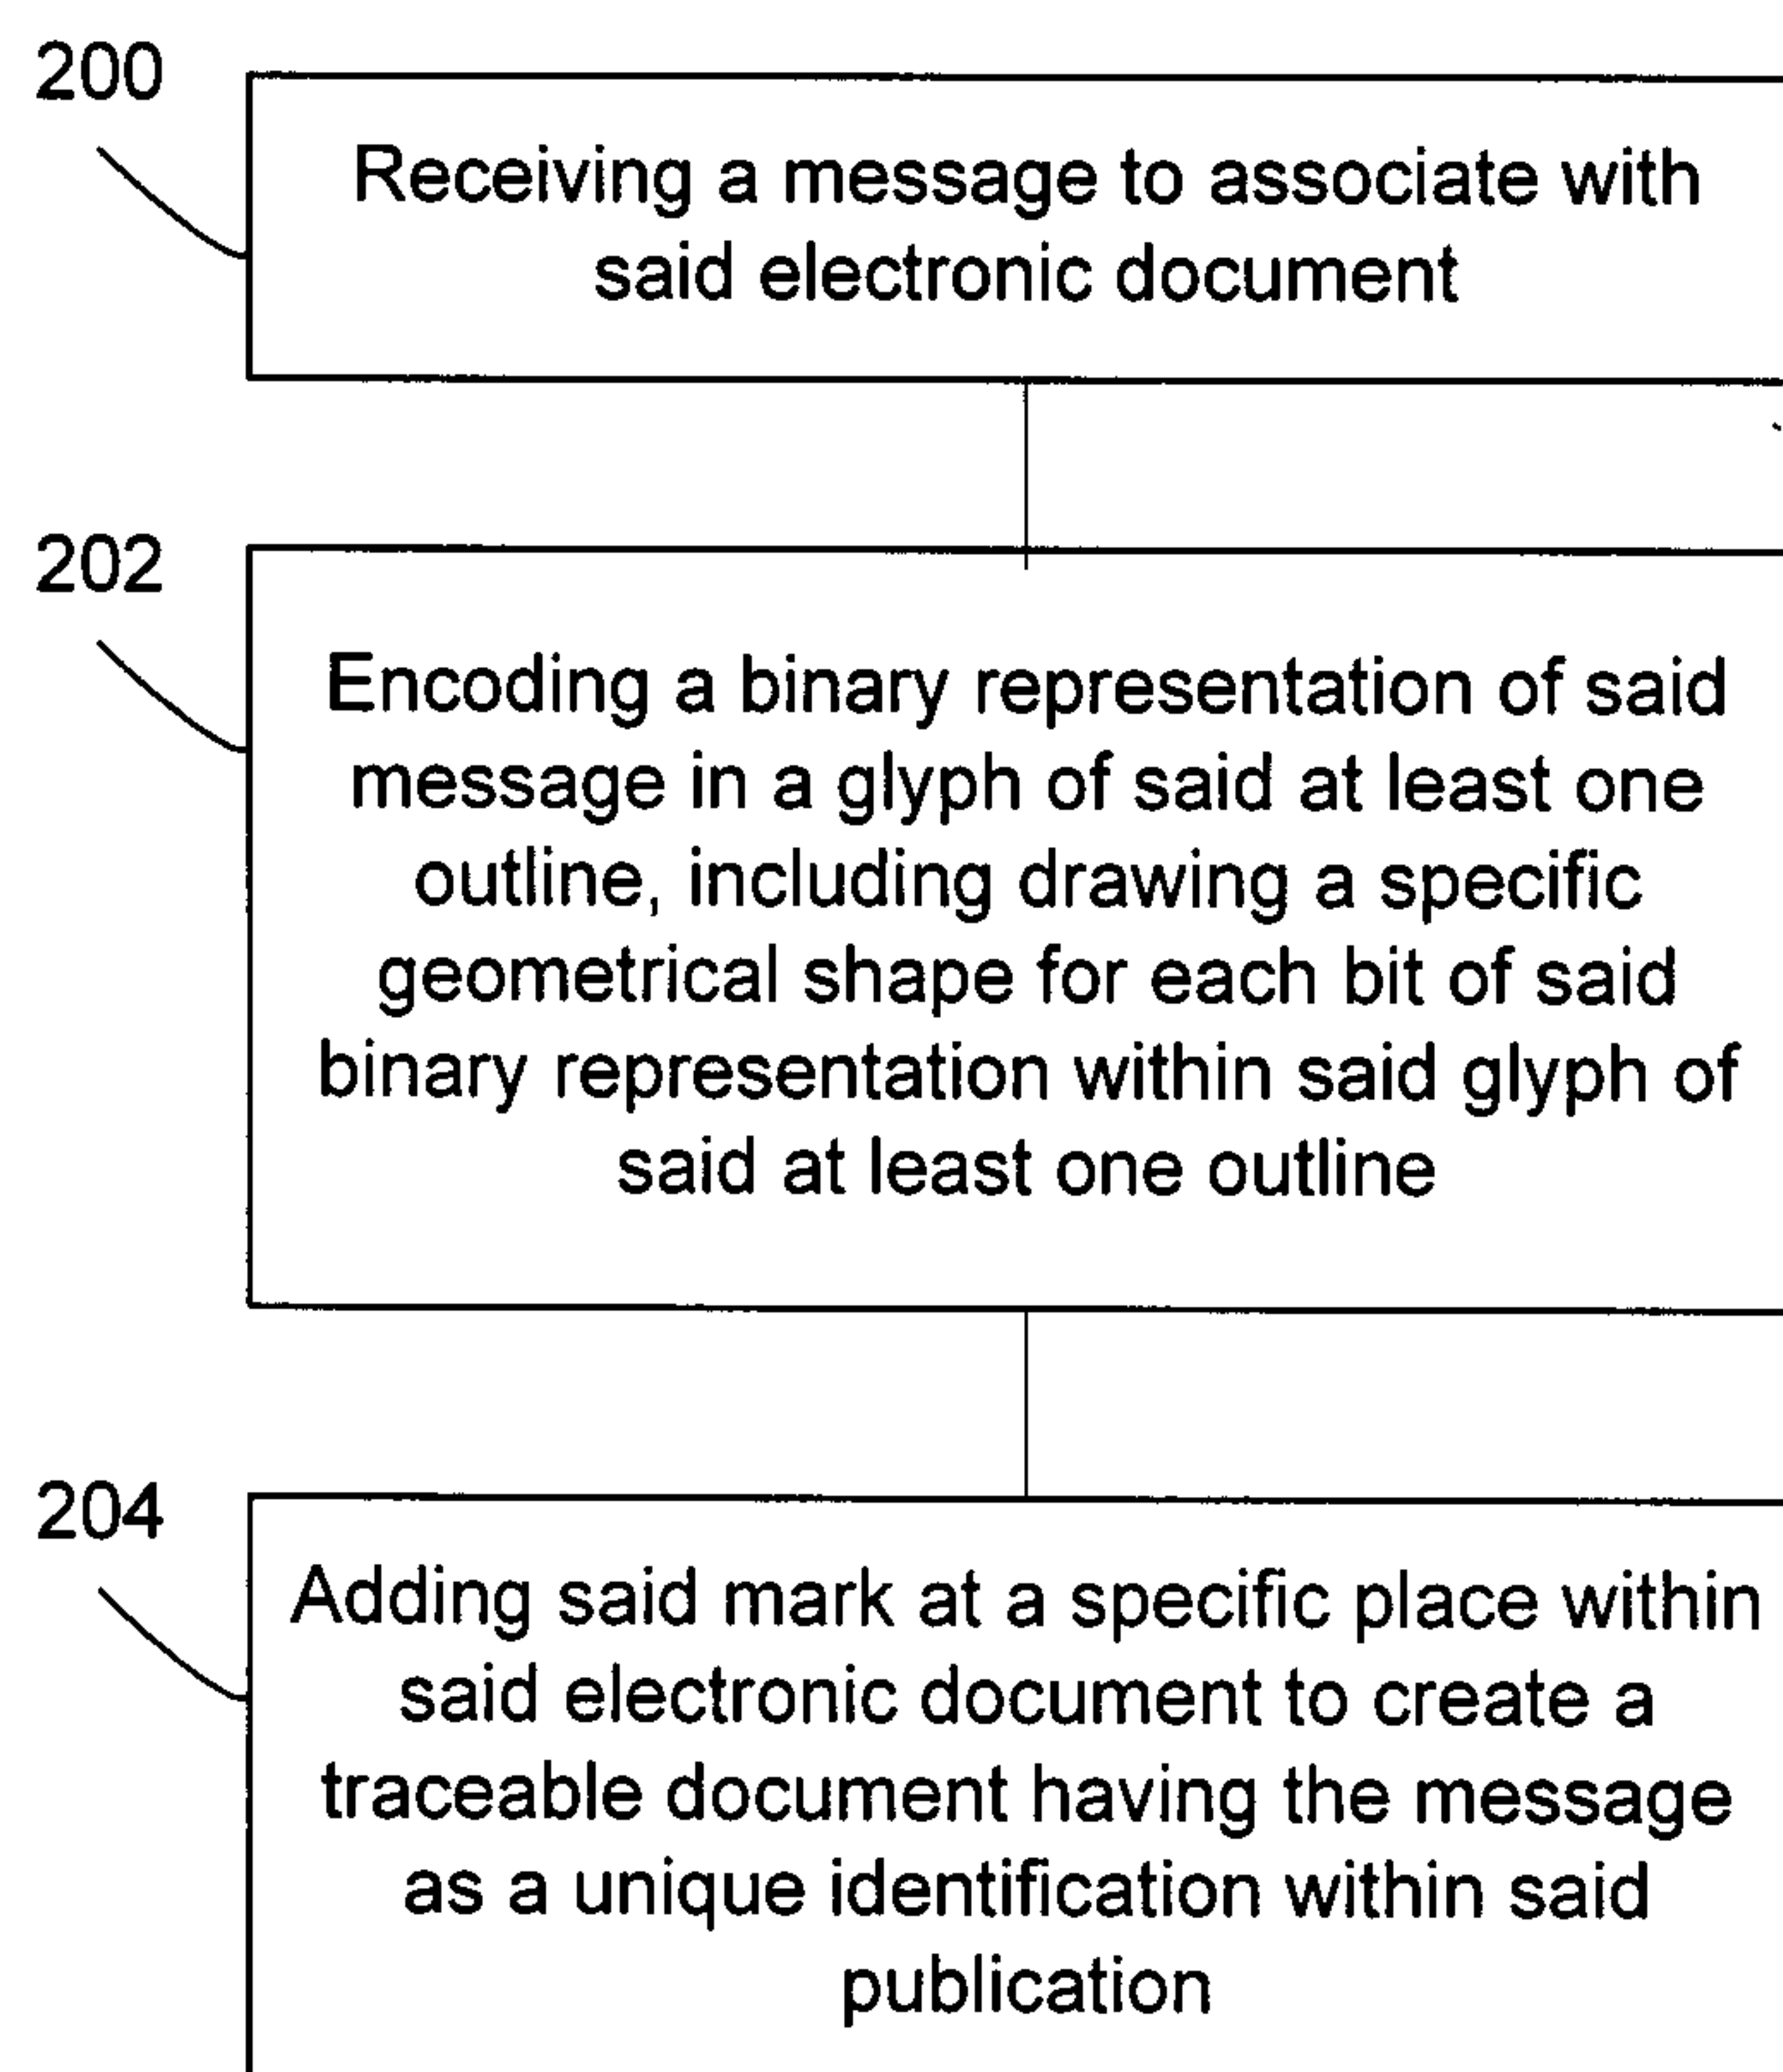 200
Receiving a message to associate with
said electronic document
202
Encoding a binary representation of said
message in a glyph of said at least one
outline, including drawing a specific
geometrical shape for each bit of said
binary representation within said glyph of
said at least one outline
204
Adding said mark at a specific place within
said electronic document to create a
traceable document having the message
as a unique identification within said
publication